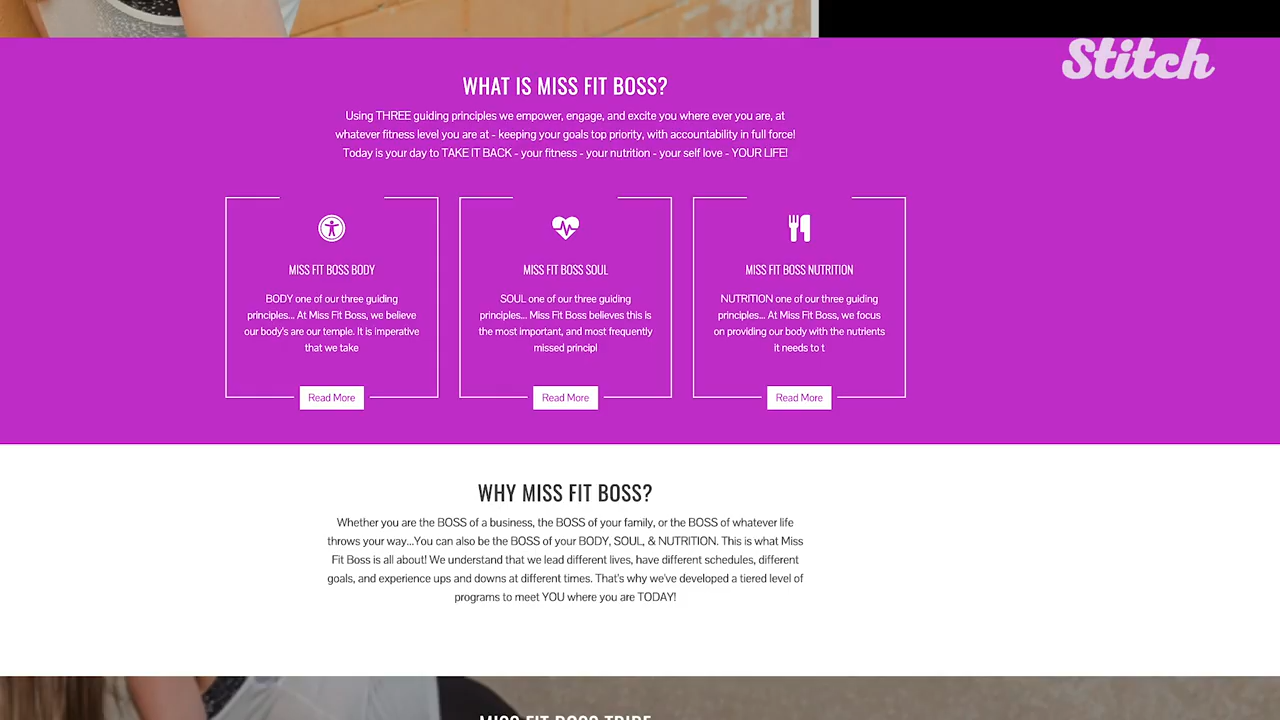 Stitch
WHAT IS MISS FIT BOSS?
Using THREE guiding principles we empower, engage, and excite you where ever you are, at
whatever fitness level you are at - keeping your goals top priority, with accountability in full force!
Today is your day to TAKE IT BACK - your fitness - your nutrition - your self love - YOUR LIFE!
MISS FIT BOSS BODY
BODY one of our three guiding
principles... At Miss Fit Boss, we believe
our body's are our temple. It is imperative
that we take
Read More
MISS FIT BOSS SOUL
SOUL one of our three guiding
principles... Miss Fit Boss believes this is
the most important, and most frequently
missed principl
Read More
MISS FIT BOSS NUTRITION
NUTRITION one of our three guiding
principles... At Miss Fit Boss, we focus
on providing our body with the nutrients
it needs to t
Read More
WHY MISS FIT BOSS?
Whether you are the BOSS of a business, the BOSS of your family, or the BOSS of whatever life
throws your way...You can also be the BOSS of your BODY, SOUL, & NUTRITION. This is what Miss
Fit Boss is all about! We understand that we lead different lives, have different schedules, different
goals, and experience ups and downs at different times. That's why we've developed a tiered level of
programs to meet YOU where you are TODAY!
MISS FIT BOSS TRIBE